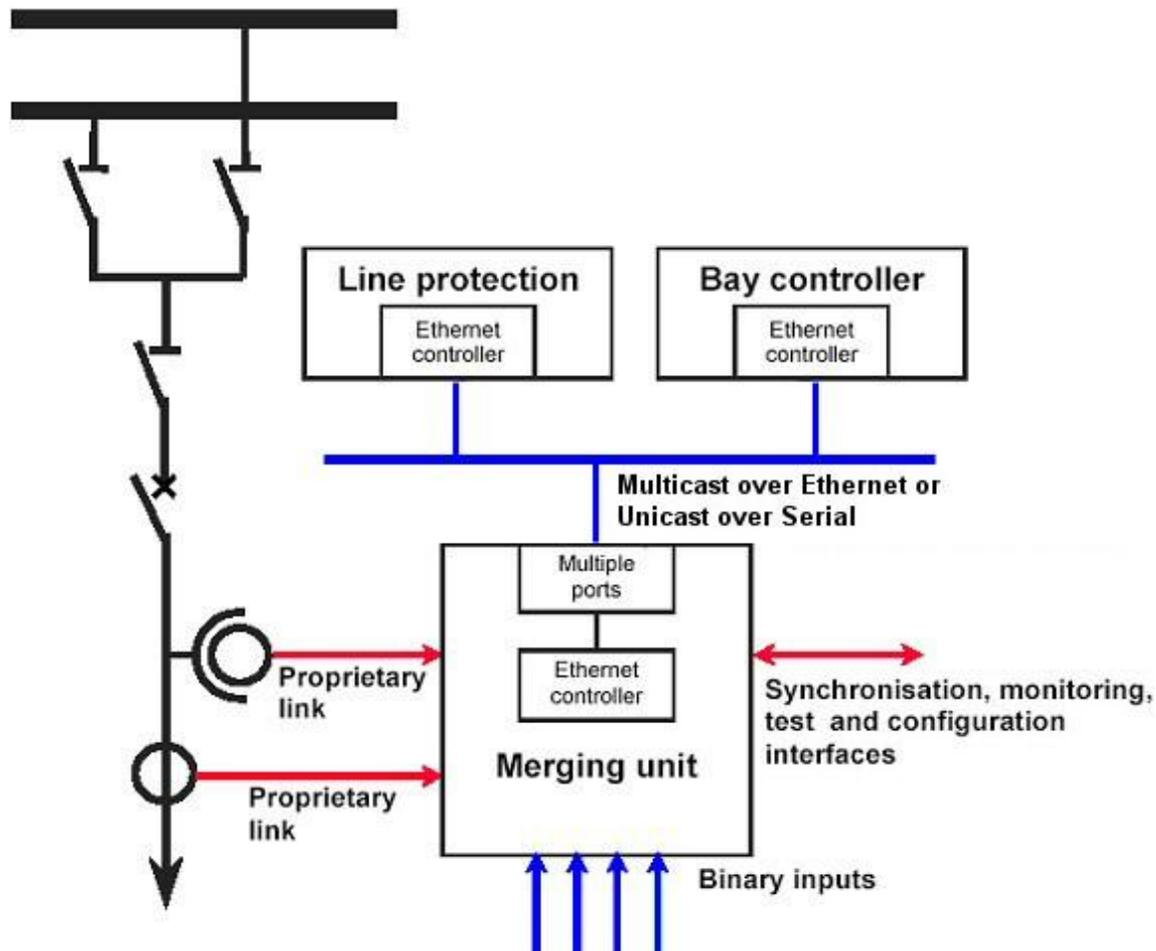 Line protection
Ethernet
controller
Bay controller
Ethernet
controller
Multicast over Ethernet or
Unicast over Serial
Multiple
ports
Ethernet
controller
Merging unit
Proprietary
link
Proprietary
link
Synchronisation, monitoring,
test and configuration
interfaces
Binary inputs